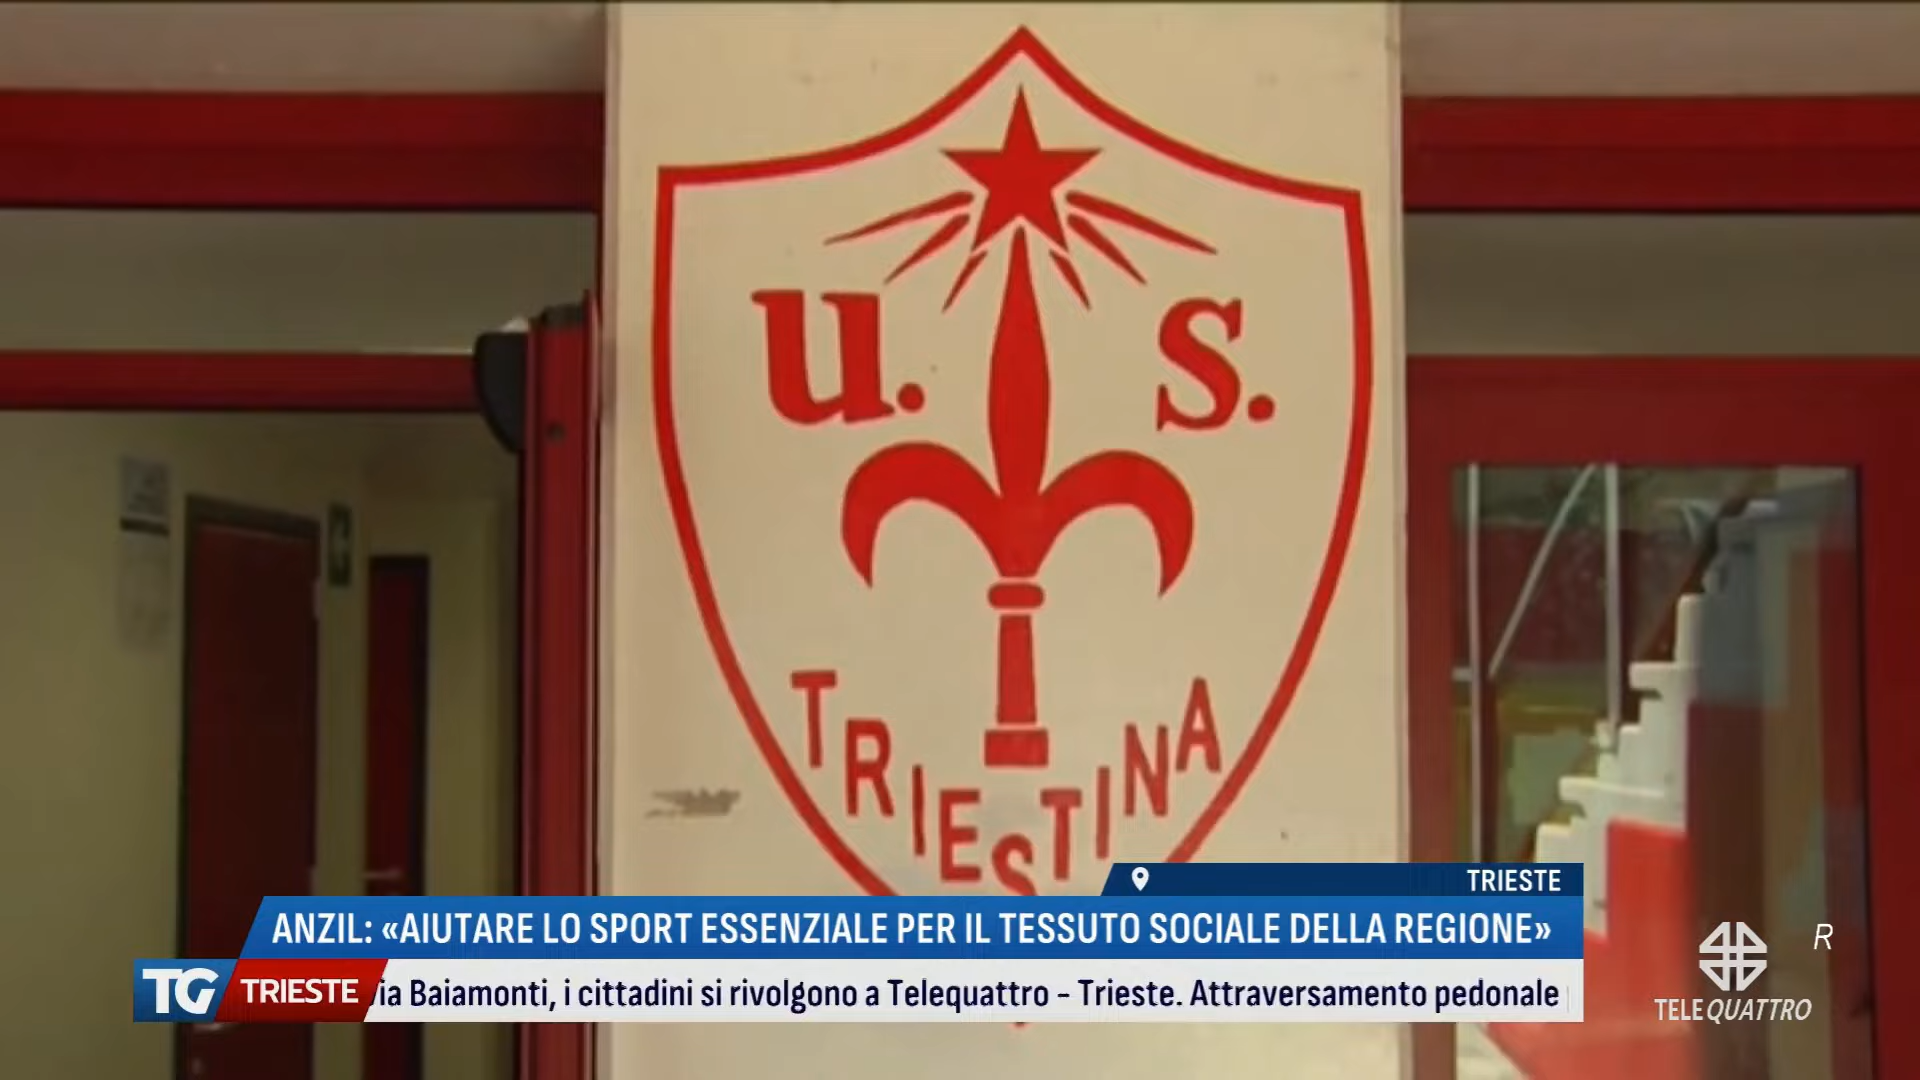 u. s.
TRIESTINA
TRIESTE
ANZIL: «AIUTARE LO SPORT ESSENZIALE PER IL TESSUTO SOCIALE DELLA REGIONE»
TG TRIESTE Via Baiamonti, i cittadini si rivolgono a Telequattro - Trieste. Attraversamento pedonale
R
TELEQUATTRO